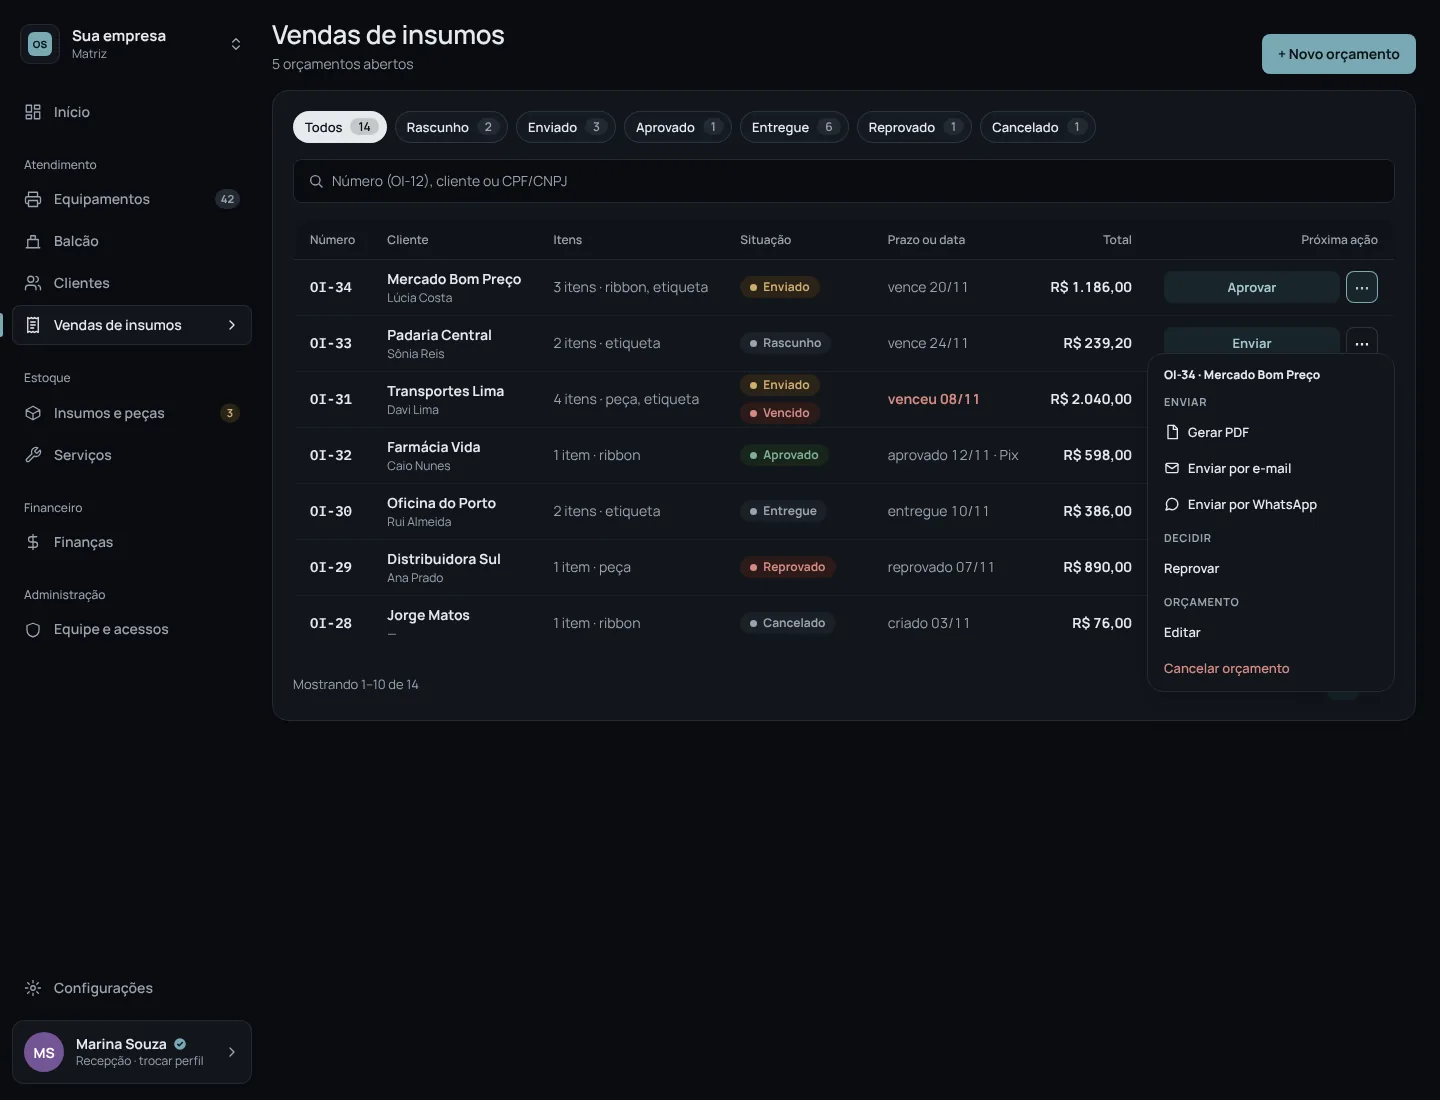 OS
Sua empresa
Matriz
Início
Atendimento
Equipamentos 42
Balcão
Clientes
Vendas de insumos
Estoque
Insumos e peças 3
Serviços
Financeiro
Finanças
Administração
Equipe e acessos
Configurações
MS
Marina Souza
Recepção · trocar perfil
Vendas de insumos
5 orçamentos abertos
+ Novo orçamento
Todos 14 Rascunho 2 Enviado 3 Aprovado 1 Entregue 6 Reprovado 1 Cancelado 1
Número (OI-12), cliente ou CPF/CNPJ
Número Cliente Itens Situação Prazo ou data Total Próxima ação
OI-34 Mercado Bom Preço 3 itens · ribbon, etiqueta Enviado vence 20/11 R$ 1.186,00 Aprovar ...
Lúcia Costa
OI-33 Padaria Central 2 itens · etiqueta Rascunho vence 24/11 R$ 239,20 Enviar ...
Sônia Reis
OI-31 Transportes Lima 4 itens · peça, etiqueta Enviado venceu 08/11 R$ 2.040,00
Davi Lima Vencido
OI-32 Farmácia Vida 1 item · ribbon Aprovado aprovado 12/11 · Pix R$ 598,00
Caio Nunes
OI-30 Oficina do Porto 2 itens · etiqueta Entregue entregue 10/11 R$ 386,00
Rui Almeida
OI-29 Distribuidora Sul 1 item · peça Reprovado reprovado 07/11 R$ 890,00
Ana Prado
OI-28 Jorge Matos 1 item · ribbon Cancelado criado 03/11 R$ 76,00
—
Mostrando 1–10 de 14
OI-34 · Mercado Bom Preço
ENVIAR
Gerar PDF
Enviar por e-mail
Enviar por WhatsApp
DECIDIR
Reprovar
ORÇAMENTO
Editar
Cancelar orçamento